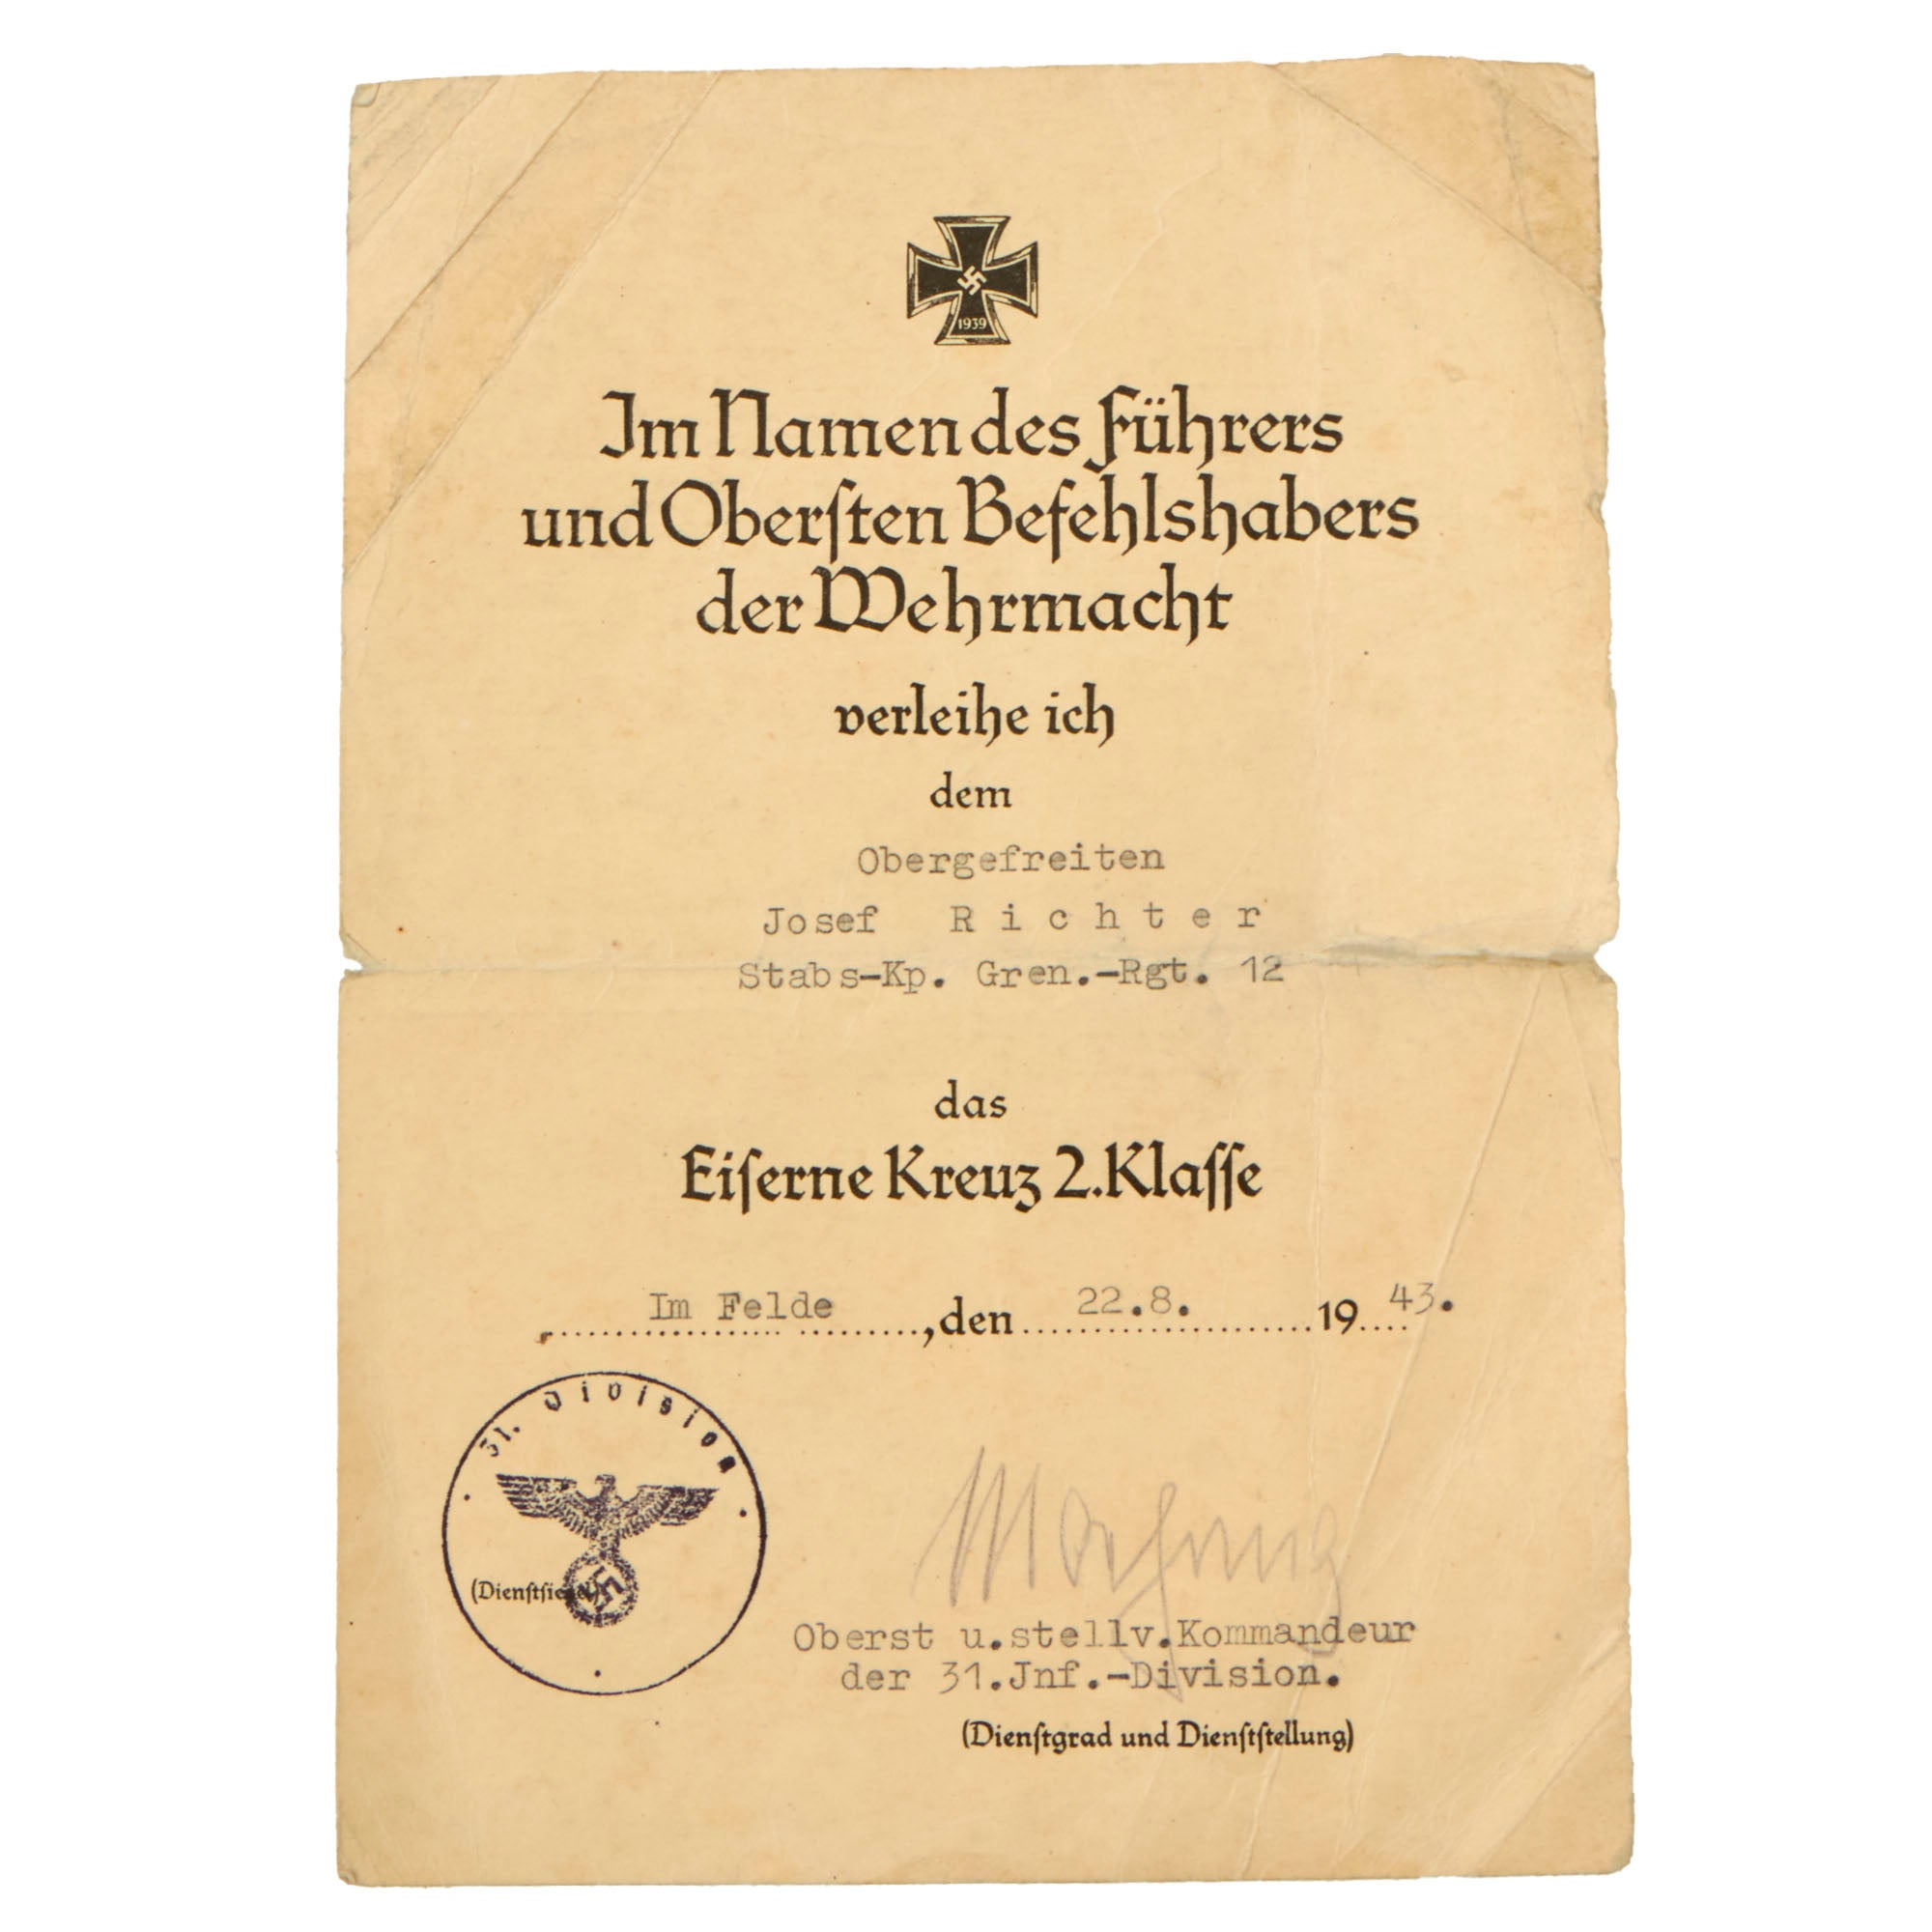 1939
Im Namen des Führers
und Oberſten Befehlshabers
der Wehrmacht
verleihe ich
dem
Obergefreiten
Josef R i c h t e r
Stabs-Kp. Gren.-Rgt. 12
das
Eiſerne Kreuz 2. Klaſſe
Im Felde, den 22.8. 1943.
31. Division
(Dienſtſiegel)
Oberst u.stellv.Kommandeur
der 31.Jnf.-Division.
(Dienſtgrad und Dienſtſtellung)